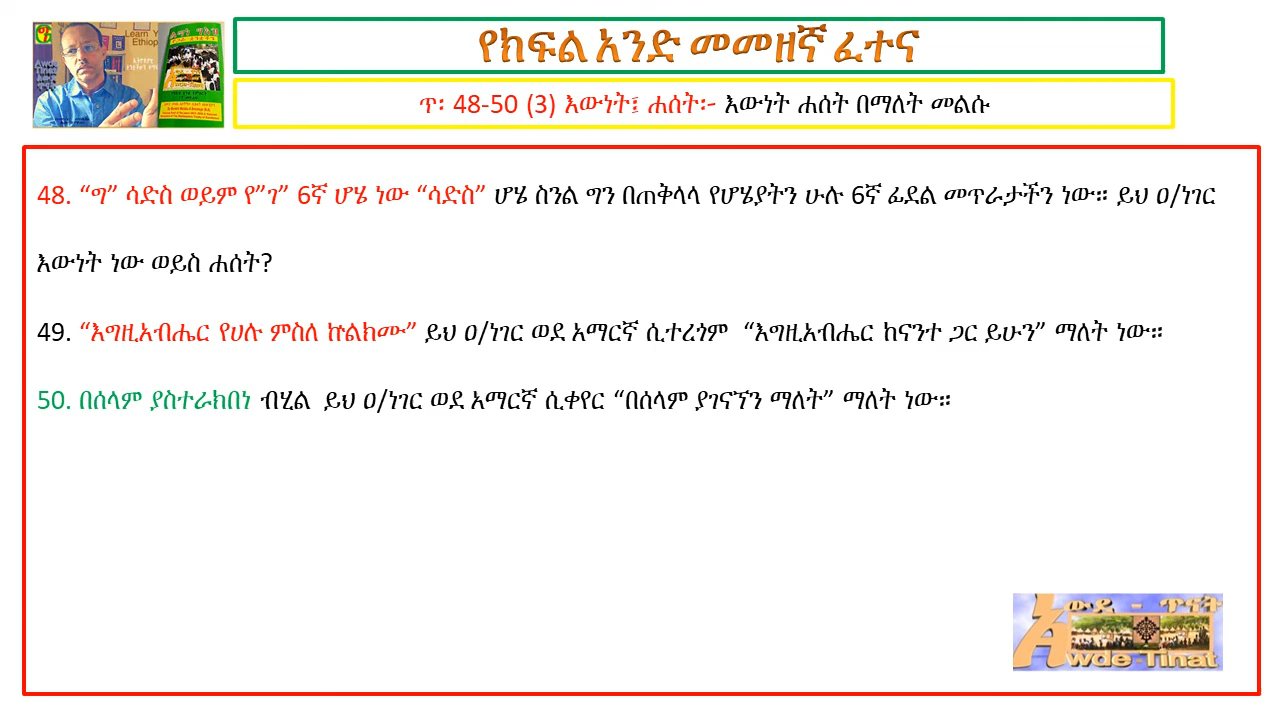 የክፍል አንድ መመዘኛ ፈተና
ጥ፡ 48-50 (3) እውነት፤ ሐሰት፡- እውነት ሐሰት በማለት መልሱ
48. “ግ” ሳድስ ወይም የ”ገ” 6ኛ ሆሄ ነው “ሳድስ” ሆሄ ስንል ግን በጠቅላላ የሆሄያትን ሁሉ 6ኛ ፊደል መጥራታችን ነው። ይህ ዐ/ነገር
እውነት ነው ወይስ ሐሰት?
49. “እግዚአብሔር የሀሉ ምስለ ኵልክሙ” ይህ ዐ/ነገር ወደ አማርኛ ሲተረጎም “እግዚአብሔር ከናንተ ጋር ይሁን” ማለት ነው።
50. በሰላም ያስተራክበነ ብሂል ይህ ዐ/ነገር ወደ አማርኛ ሲቀየር “በሰላም ያገናኘን ማለት” ማለት ነው።
አውደ - ጥናት
Awde-Tinat